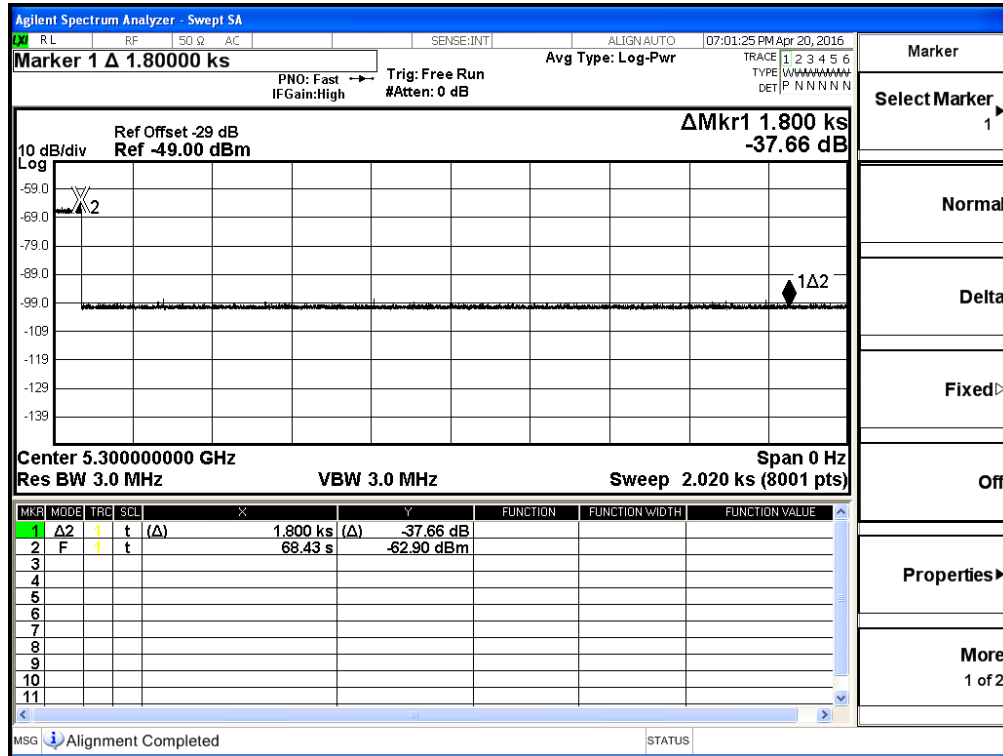 Agilent Spectrum Analyzer - Swept SA
LXI RL RF 50 Ω AC SENSE:INT ALIGN AUTO 07:01:25 PM Apr 20, 2016
Marker 1 Δ 1.80000 ks
PNO: Fast
IFGain:High
Trig: Free Run
#Atten: 0 dB
Avg Type: Log-Pwr
TRACE 1 2 3 4 5 6
TYPE WWWWWW
DET P N N N N N
Ref Offset -29 dB
10 dB/div Ref -49.00 dBm
Log
ΔMkr1 1.800 ks
-37.66 dB
-59.0
-69.0
-79.0
-89.0
-99.0
-109
-119
-129
-139
2
1Δ2
Center 5.300000000 GHz Span 0 Hz
Res BW 3.0 MHz VBW 3.0 MHz Sweep 2.020 ks (8001 pts)
MKR MODE TRC SCL X Y FUNCTION FUNCTION WIDTH FUNCTION VALUE
1 Δ2 1 t (Δ) 1.800 ks (Δ) -37.66 dB
2 F 1 t 68.43 s -62.90 dBm
3
4
5
6
7
8
9
10
11
MSG Alignment Completed STATUS
Marker
Select Marker
1
Normal
Delta
Fixed
Off
Properties
More
1 of 2